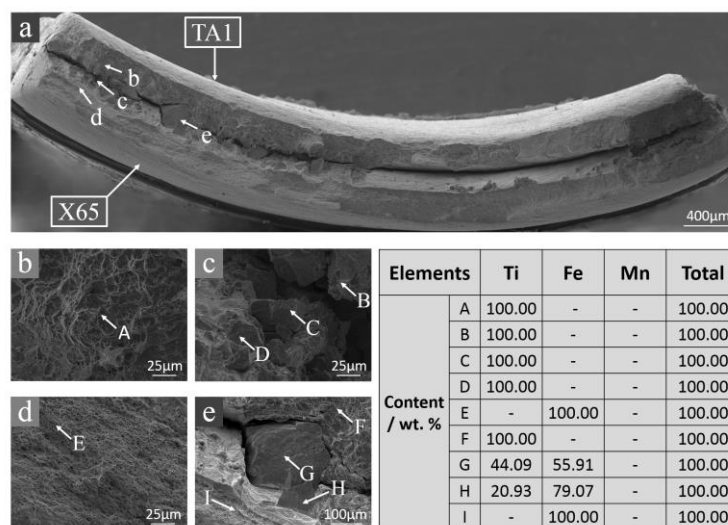 a
TA1
b
c
d
e
X65
400μm
b
A
25μm
c
B
C
D
25μm
d
E
25μm
e
F
G
H
I
100μm
Elements Ti Fe Mn Total
Content / wt. %
A 100.00 - - 100.00
B 100.00 - - 100.00
C 100.00 - - 100.00
D 100.00 - - 100.00
E - 100.00 - 100.00
F 100.00 - - 100.00
G 44.09 55.91 - 100.00
H 20.93 79.07 - 100.00
I - 100.00 - 100.00